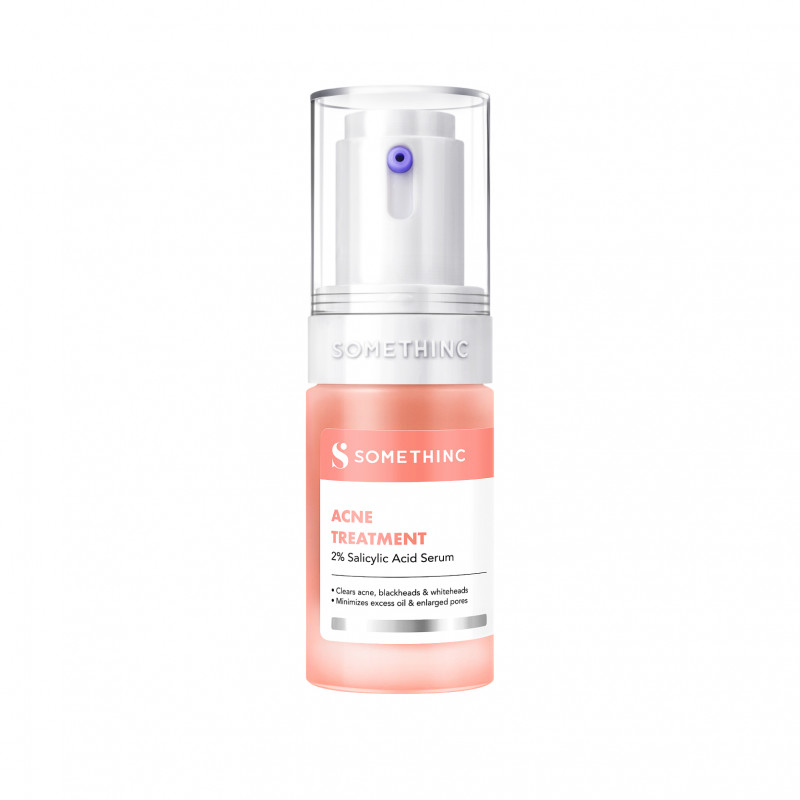 SOMETHINC
SOMETHINC
ACNE
TREATMENT
2% Salicylic Acid Serum
• Clears acne, blackheads & whiteheads
• Minimizes excess oil & enlarged pores